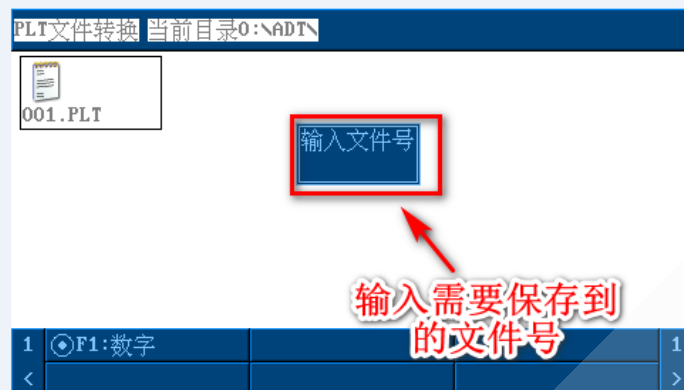 PLT文件转换 当前目录O:\ADT\
001.PLT
输入文件号
输入需要保存到
的文件号
1 F1:数字 1
< >